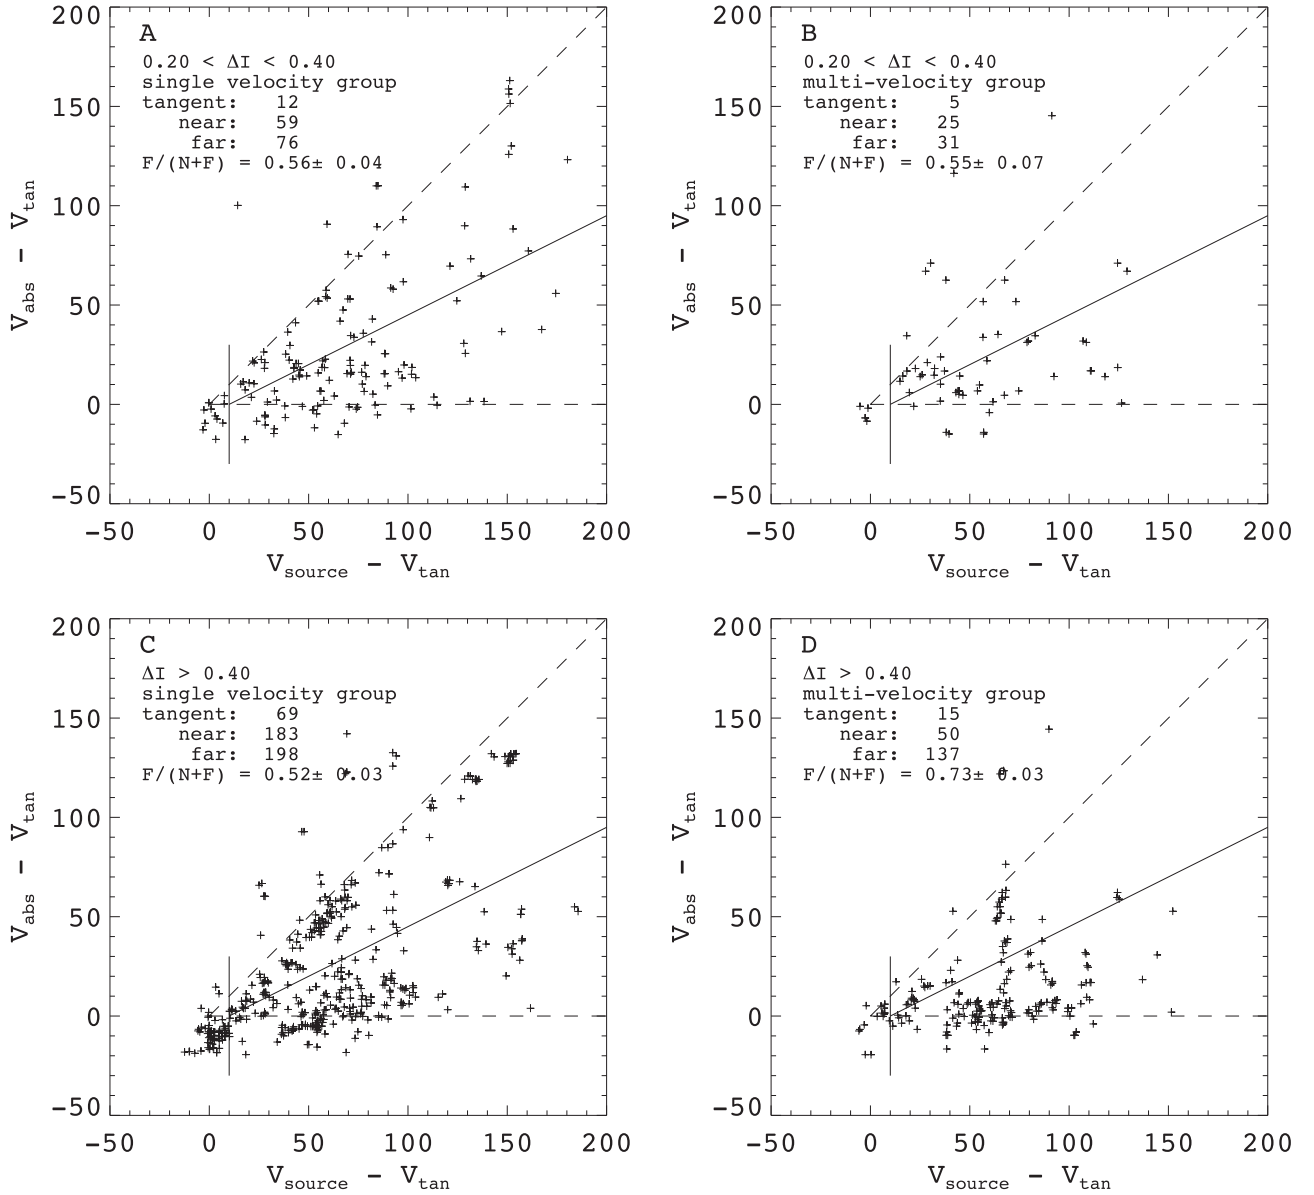 A
0.20 < ΔI < 0.40
single velocity group
tangent: 12
near: 59
far: 76
F/(N+F) = 0.56± 0.04
200
150
100
50
0
-50
-50 0 50 100 150 200
V_abs - V_tan
V_source - V_tan
B
0.20 < ΔI < 0.40
multi-velocity group
tangent: 5
near: 25
far: 31
F/(N+F) = 0.55± 0.07
200
150
100
50
0
-50
-50 0 50 100 150 200
V_abs - V_tan
V_source - V_tan
C
ΔI > 0.40
single velocity group
tangent: 69
near: 183
far: 198
F/(N+F) = 0.52± 0.03
200
150
100
50
0
-50
-50 0 50 100 150 200
V_abs - V_tan
V_source - V_tan
D
ΔI > 0.40
multi-velocity group
tangent: 15
near: 50
far: 137
F/(N+F) = 0.73± 0.03
200
150
100
50
0
-50
-50 0 50 100 150 200
V_abs - V_tan
V_source - V_tan